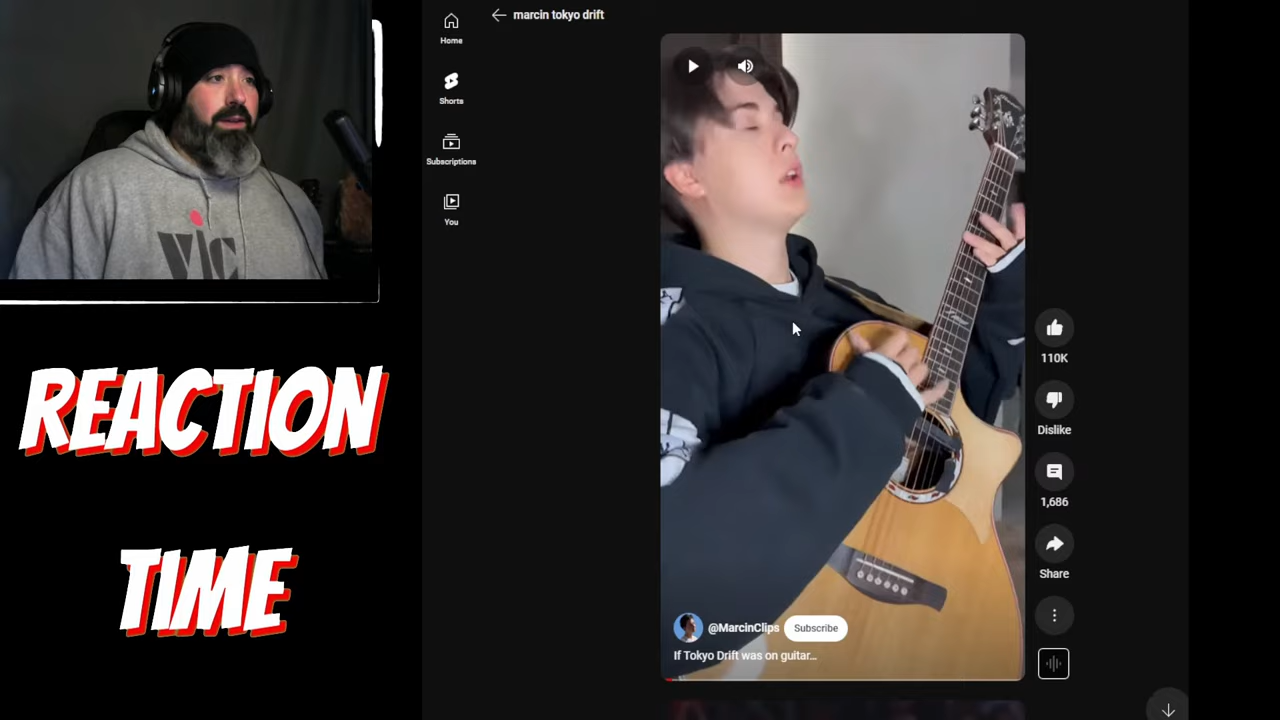 Home
Shorts
Subscriptions
You
marcin tokyo drift
vic
REACTION
TIME
110K
Dislike
1,686
Share
@MarcinClips Subscribe
If Tokyo Drift was on guitar...